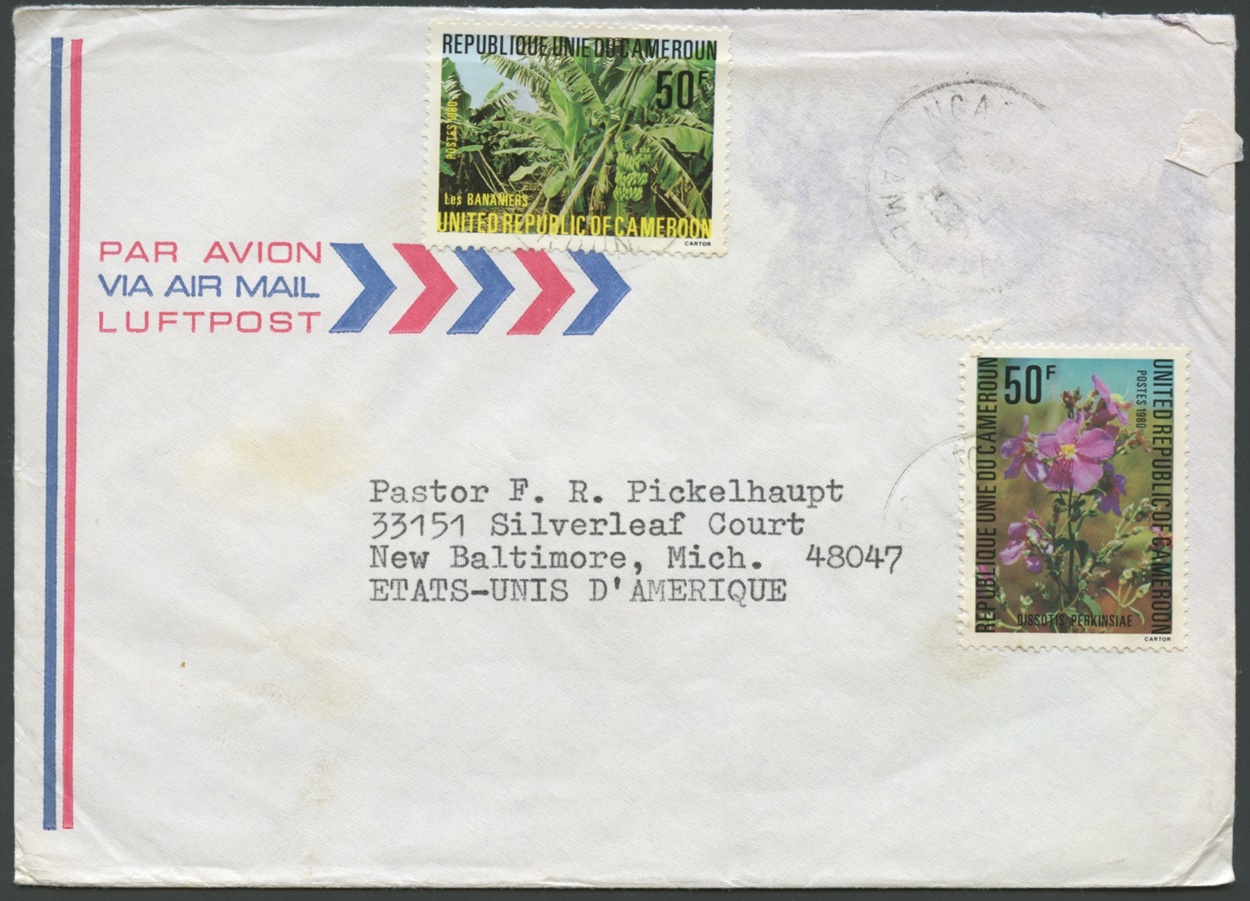 REPUBLIQUE UNIE DU CAMEROUN
50F
POSTES 1980
Les BANANIERS
UNITED REPUBLIC OF CAMEROON
CARTOR
PAR AVION
VIA AIR MAIL
LUFTPOST
50F
REPUBLIQUE UNIE DU CAMEROUN
POSTES 1980
UNITED REPUBLIC OF CAMEROON
DISSOTIS PERKINSIAE
CARTOR
Pastor F. R. Pickelhaupt
33151 Silverleaf Court
New Baltimore, Mich. 48047
ETATS-UNIS D'AMERIQUE